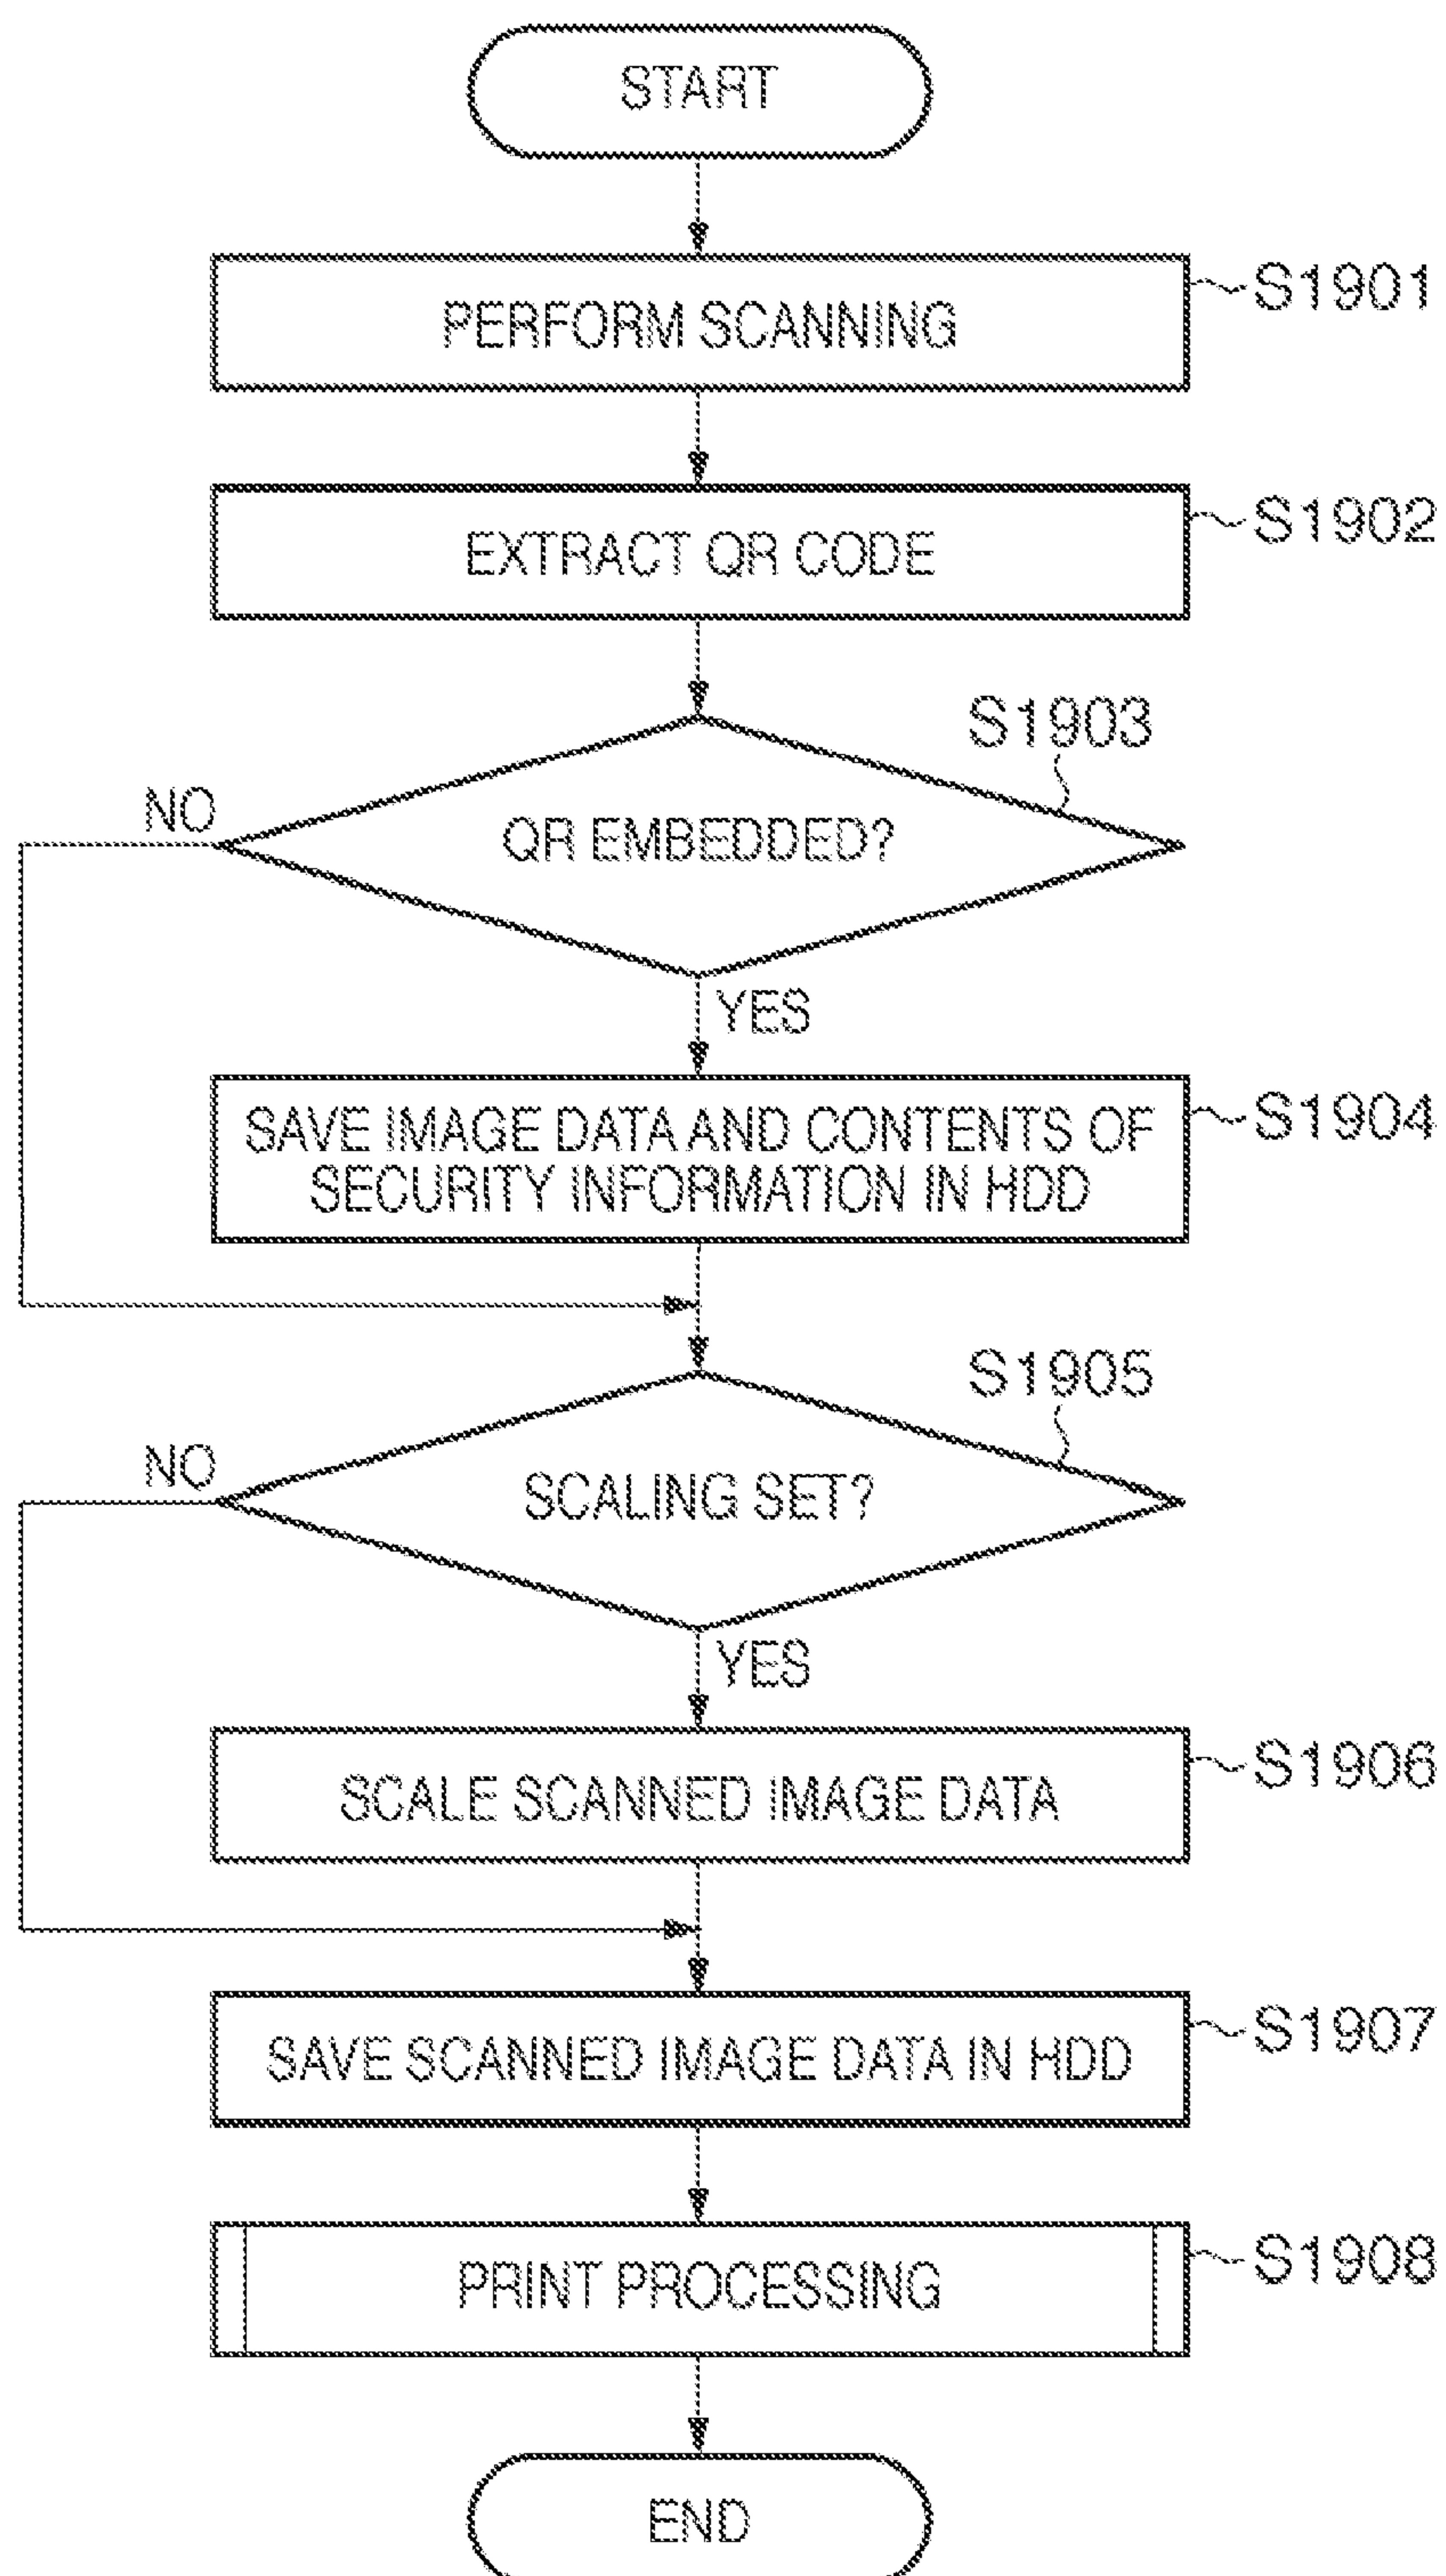 START
PERFORM SCANNING
S1901
EXTRACT QR CODE
S1902
S1903
NO
QR EMBEDDED?
YES
SAVE IMAGE DATA AND CONTENTS OF
SECURITY INFORMATION IN HDD
S1904
S1905
NO
SCALING SET?
YES
SCALE SCANNED IMAGE DATA
S1906
SAVE SCANNED IMAGE DATA IN HDD
S1907
PRINT PROCESSING
S1908
END